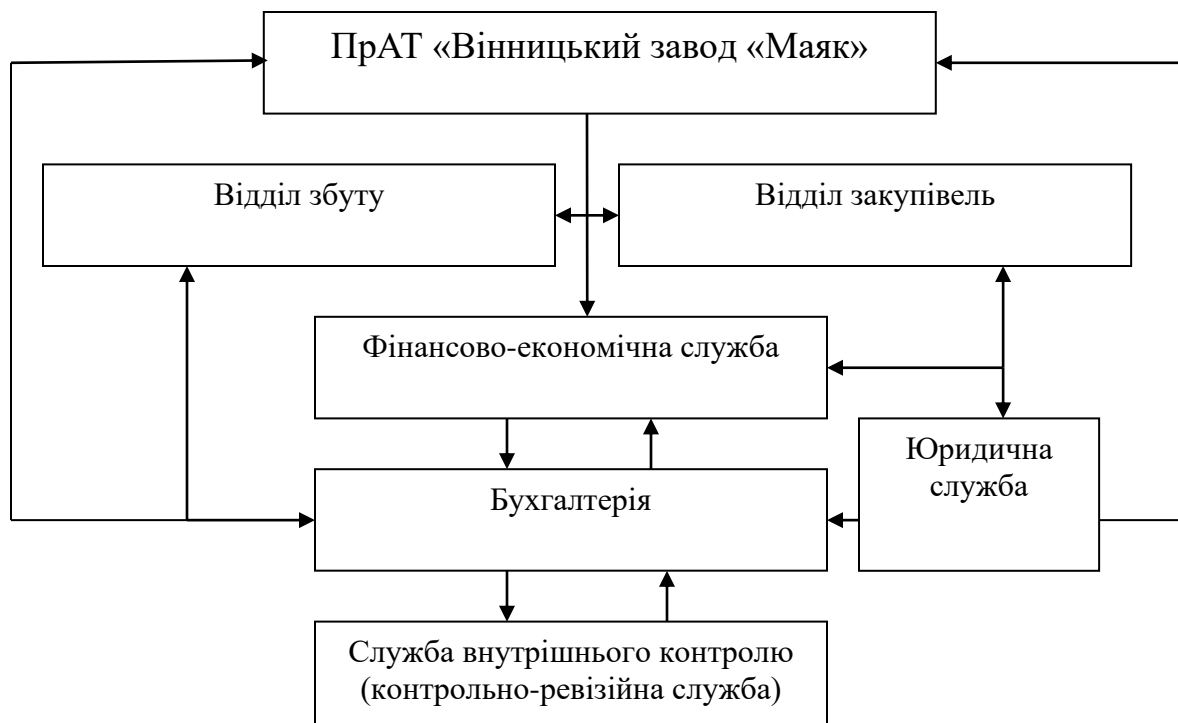 ПрАТ «Вінницький завод «Маяк»
Відділ збуту
Відділ закупівель
Фінансово-економічна служба
Юридична
служба
Бухгалтерія
Служба внутрішнього контролю
(контрольно-ревізійна служба)